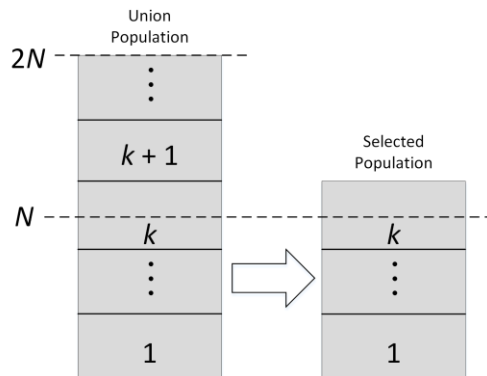 Union
Population
2N
⋮
k + 1
Selected
Population
N
k
k
⋮
⋮
1
1